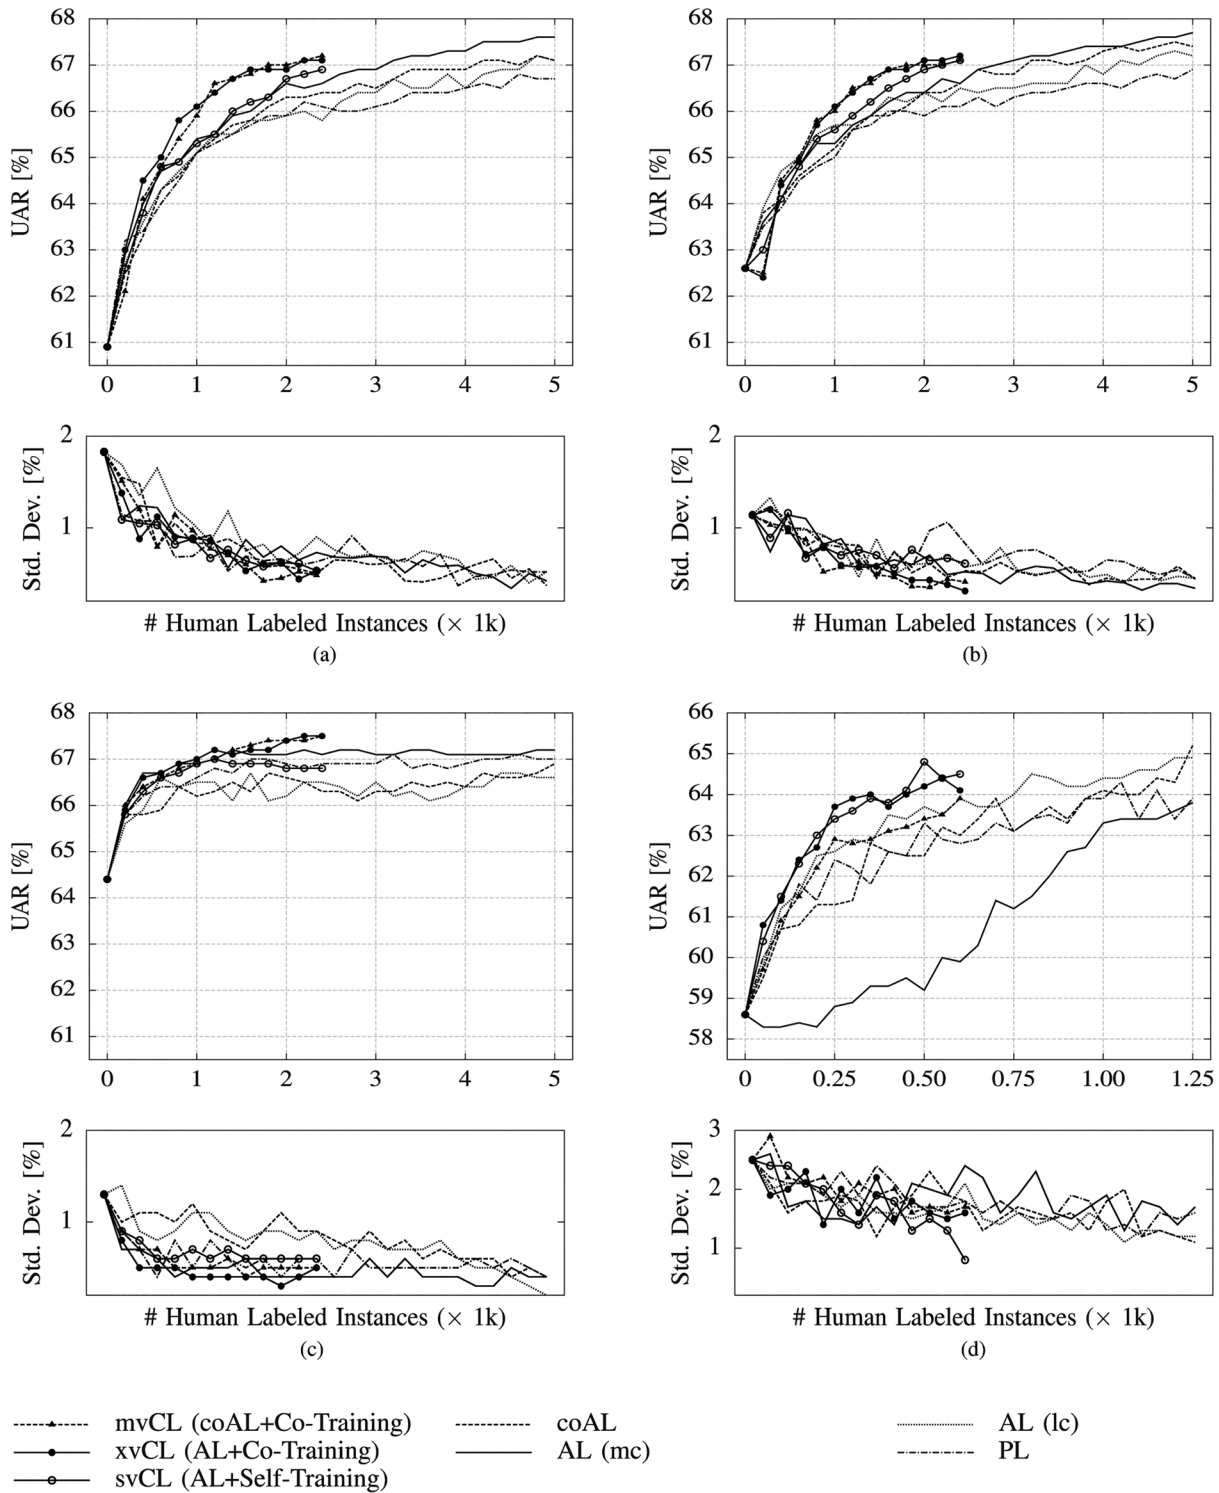 68
67
66
65
64
63
62
61
UAR [%]
0 1 2 3 4 5
2
1
Std. Dev. [%]
# Human Labeled Instances (× 1k)
(a)
68
67
66
65
64
63
62
61
UAR [%]
0 1 2 3 4 5
2
1
Std. Dev. [%]
# Human Labeled Instances (× 1k)
(b)
68
67
66
65
64
63
62
61
UAR [%]
0 1 2 3 4 5
2
1
Std. Dev. [%]
# Human Labeled Instances (× 1k)
(c)
66
65
64
63
62
61
60
59
58
UAR [%]
0 0.25 0.50 0.75 1.00 1.25
3
2
1
Std. Dev. [%]
# Human Labeled Instances (× 1k)
(d)
mvCL (coAL+Co-Training)
xvCL (AL+Co-Training)
svCL (AL+Self-Training)
coAL
AL (mc)
AL (lc)
PL